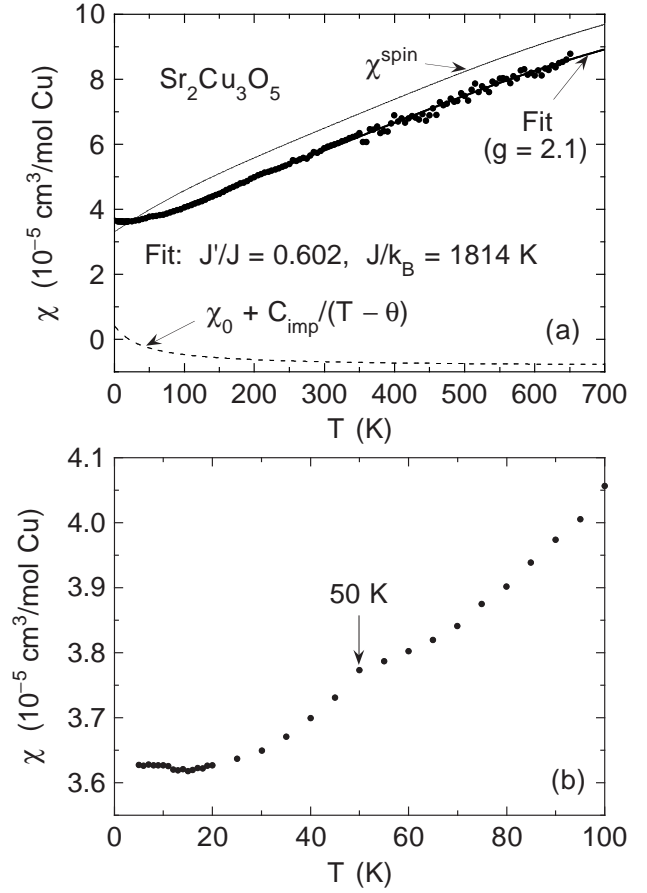 10
8
6
4
2
0
χ (10⁻⁵ cm³/mol Cu)
Sr₂Cu₃O₅
χˢᵖⁱⁿ
Fit
(g = 2.1)
Fit: J'/J = 0.602, J/k_B = 1814 K
χ₀ + C_imp/(T − θ)
(a)
0 100 200 300 400 500 600 700
T (K)
4.1
4.0
3.9
3.8
3.7
3.6
χ (10⁻⁵ cm³/mol Cu)
50 K
(b)
0 20 40 60 80 100
T (K)